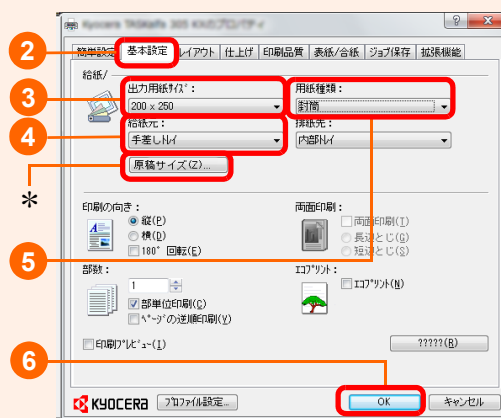 Kyocera TASKalfa 305 KXのプロパティ
2
簡単設定 基本設定 レイアウト 仕上げ 印刷品質 表紙/合紙 ジョブ保存 拡張機能
給紙/
3
出力用紙ｻｲｽﾞ: 用紙種類:
200 x 250 封筒
4
給紙元: 排紙先:
手差しﾄﾚｲ 内部ﾄﾚｲ
原稿サイズ(Z)...
*
印刷の向き: 両面印刷:
縦(P) 両面印刷(T)
横(D) 長辺とじ(G)
180° 回転(E) 短辺とじ(S)
5
部数: ｴｺﾌﾟﾘﾝﾄ:
1 ｴｺﾌﾟﾘﾝﾄ(N)
部単位印刷(C)
ﾍﾟｰｼﾞの逆順印刷(V)
印刷ﾌﾟﾚﾋﾞｭｰ(I) ?????(R)
6
KYOCERA ﾌﾟﾛﾌｧｲﾙ設定... OK ｷｬﾝｾﾙ